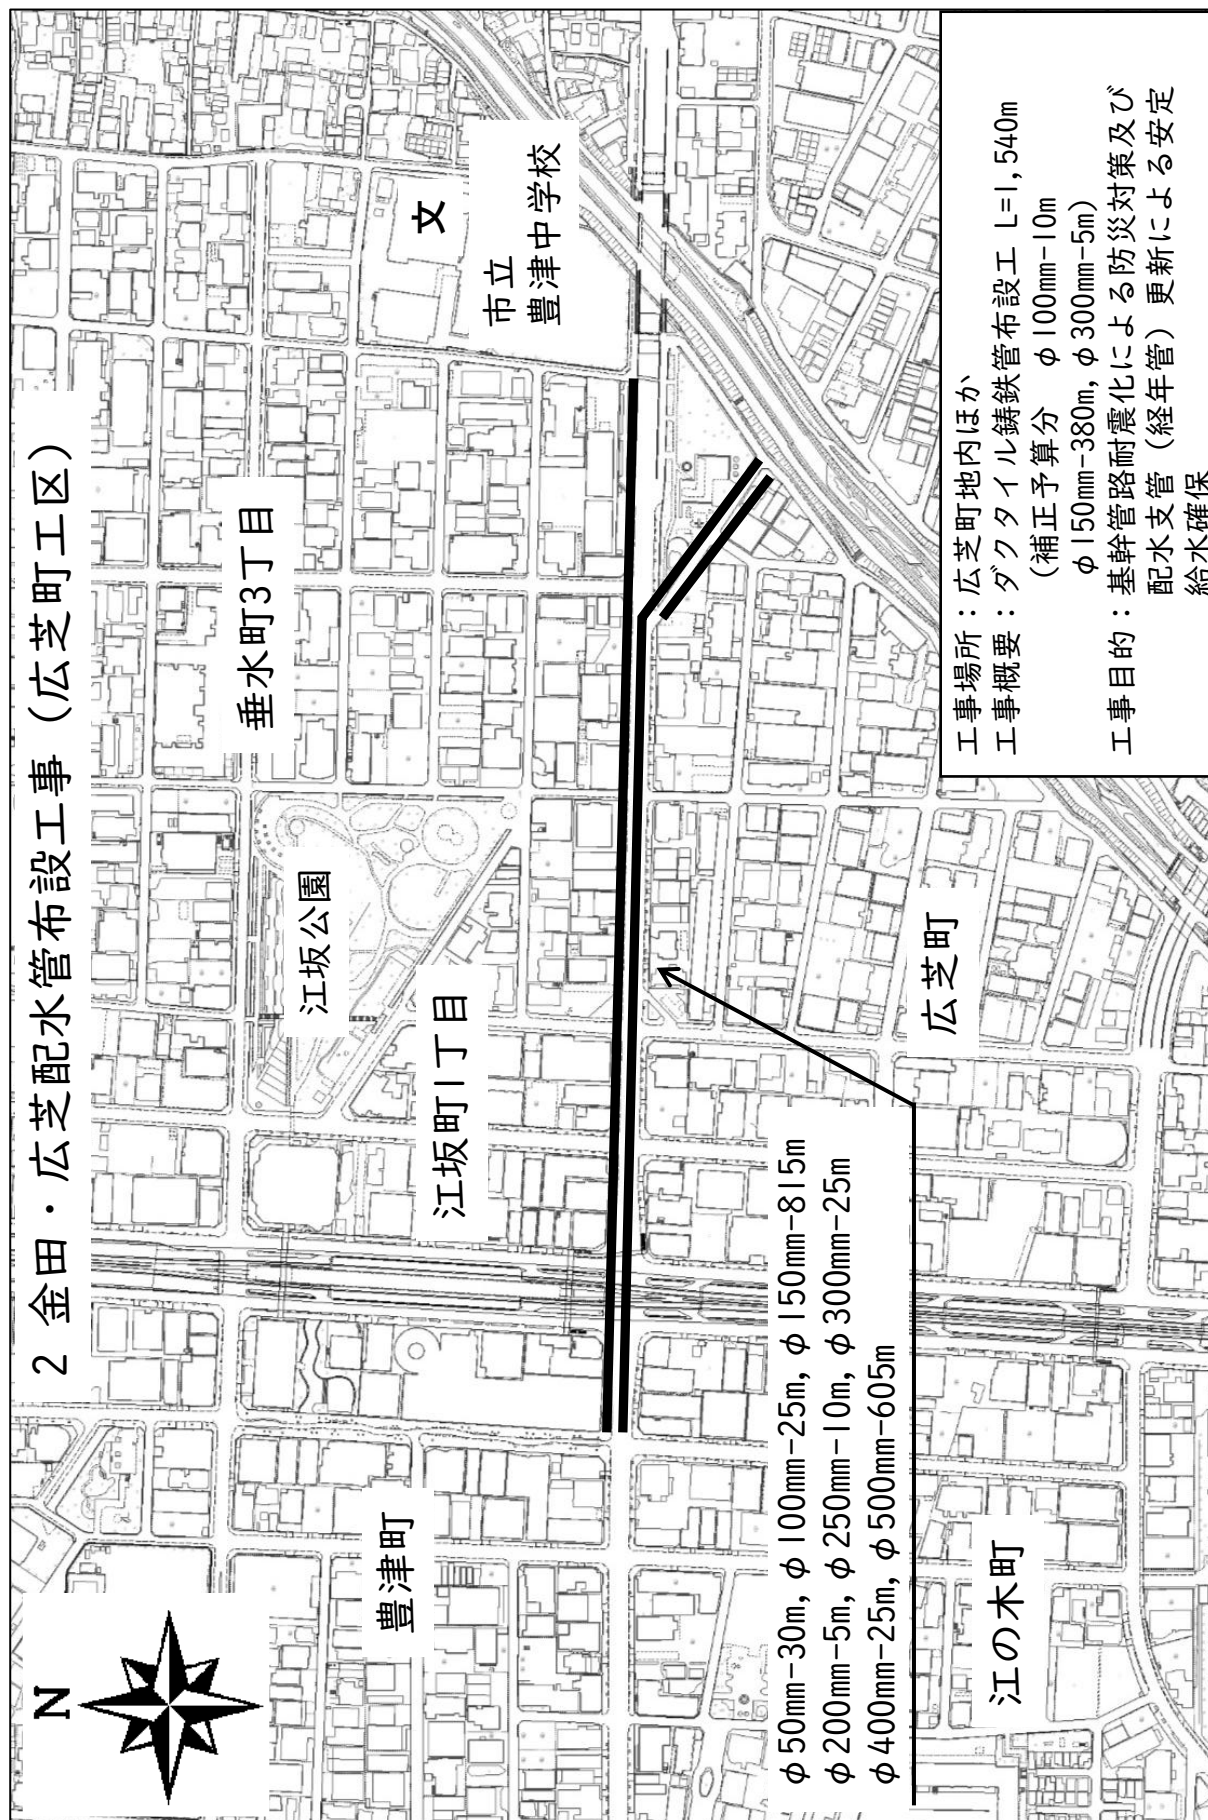 2 金田・広芝配水管布設工事（広芝町工区）
N
垂水町3丁目
文
市立
豊津中学校
江坂公園
江坂町1丁目
豊津町
広芝町
江の木町
φ50mm-30m, φ100mm-25m, φ150mm-815m
φ200mm-5m, φ250mm-10m, φ300mm-25m
φ400mm-25m, φ500mm-605m
工事場所：広芝町地内ほか
工事概要：ダクタイル鋳鉄管布設工 L=1,540m
（補正予算分　φ100mm-10m
φ150mm-380m, φ300mm-5m）
工事目的：基幹管路耐震化による防災対策及び
配水支管（経年管）更新による安定
給水確保